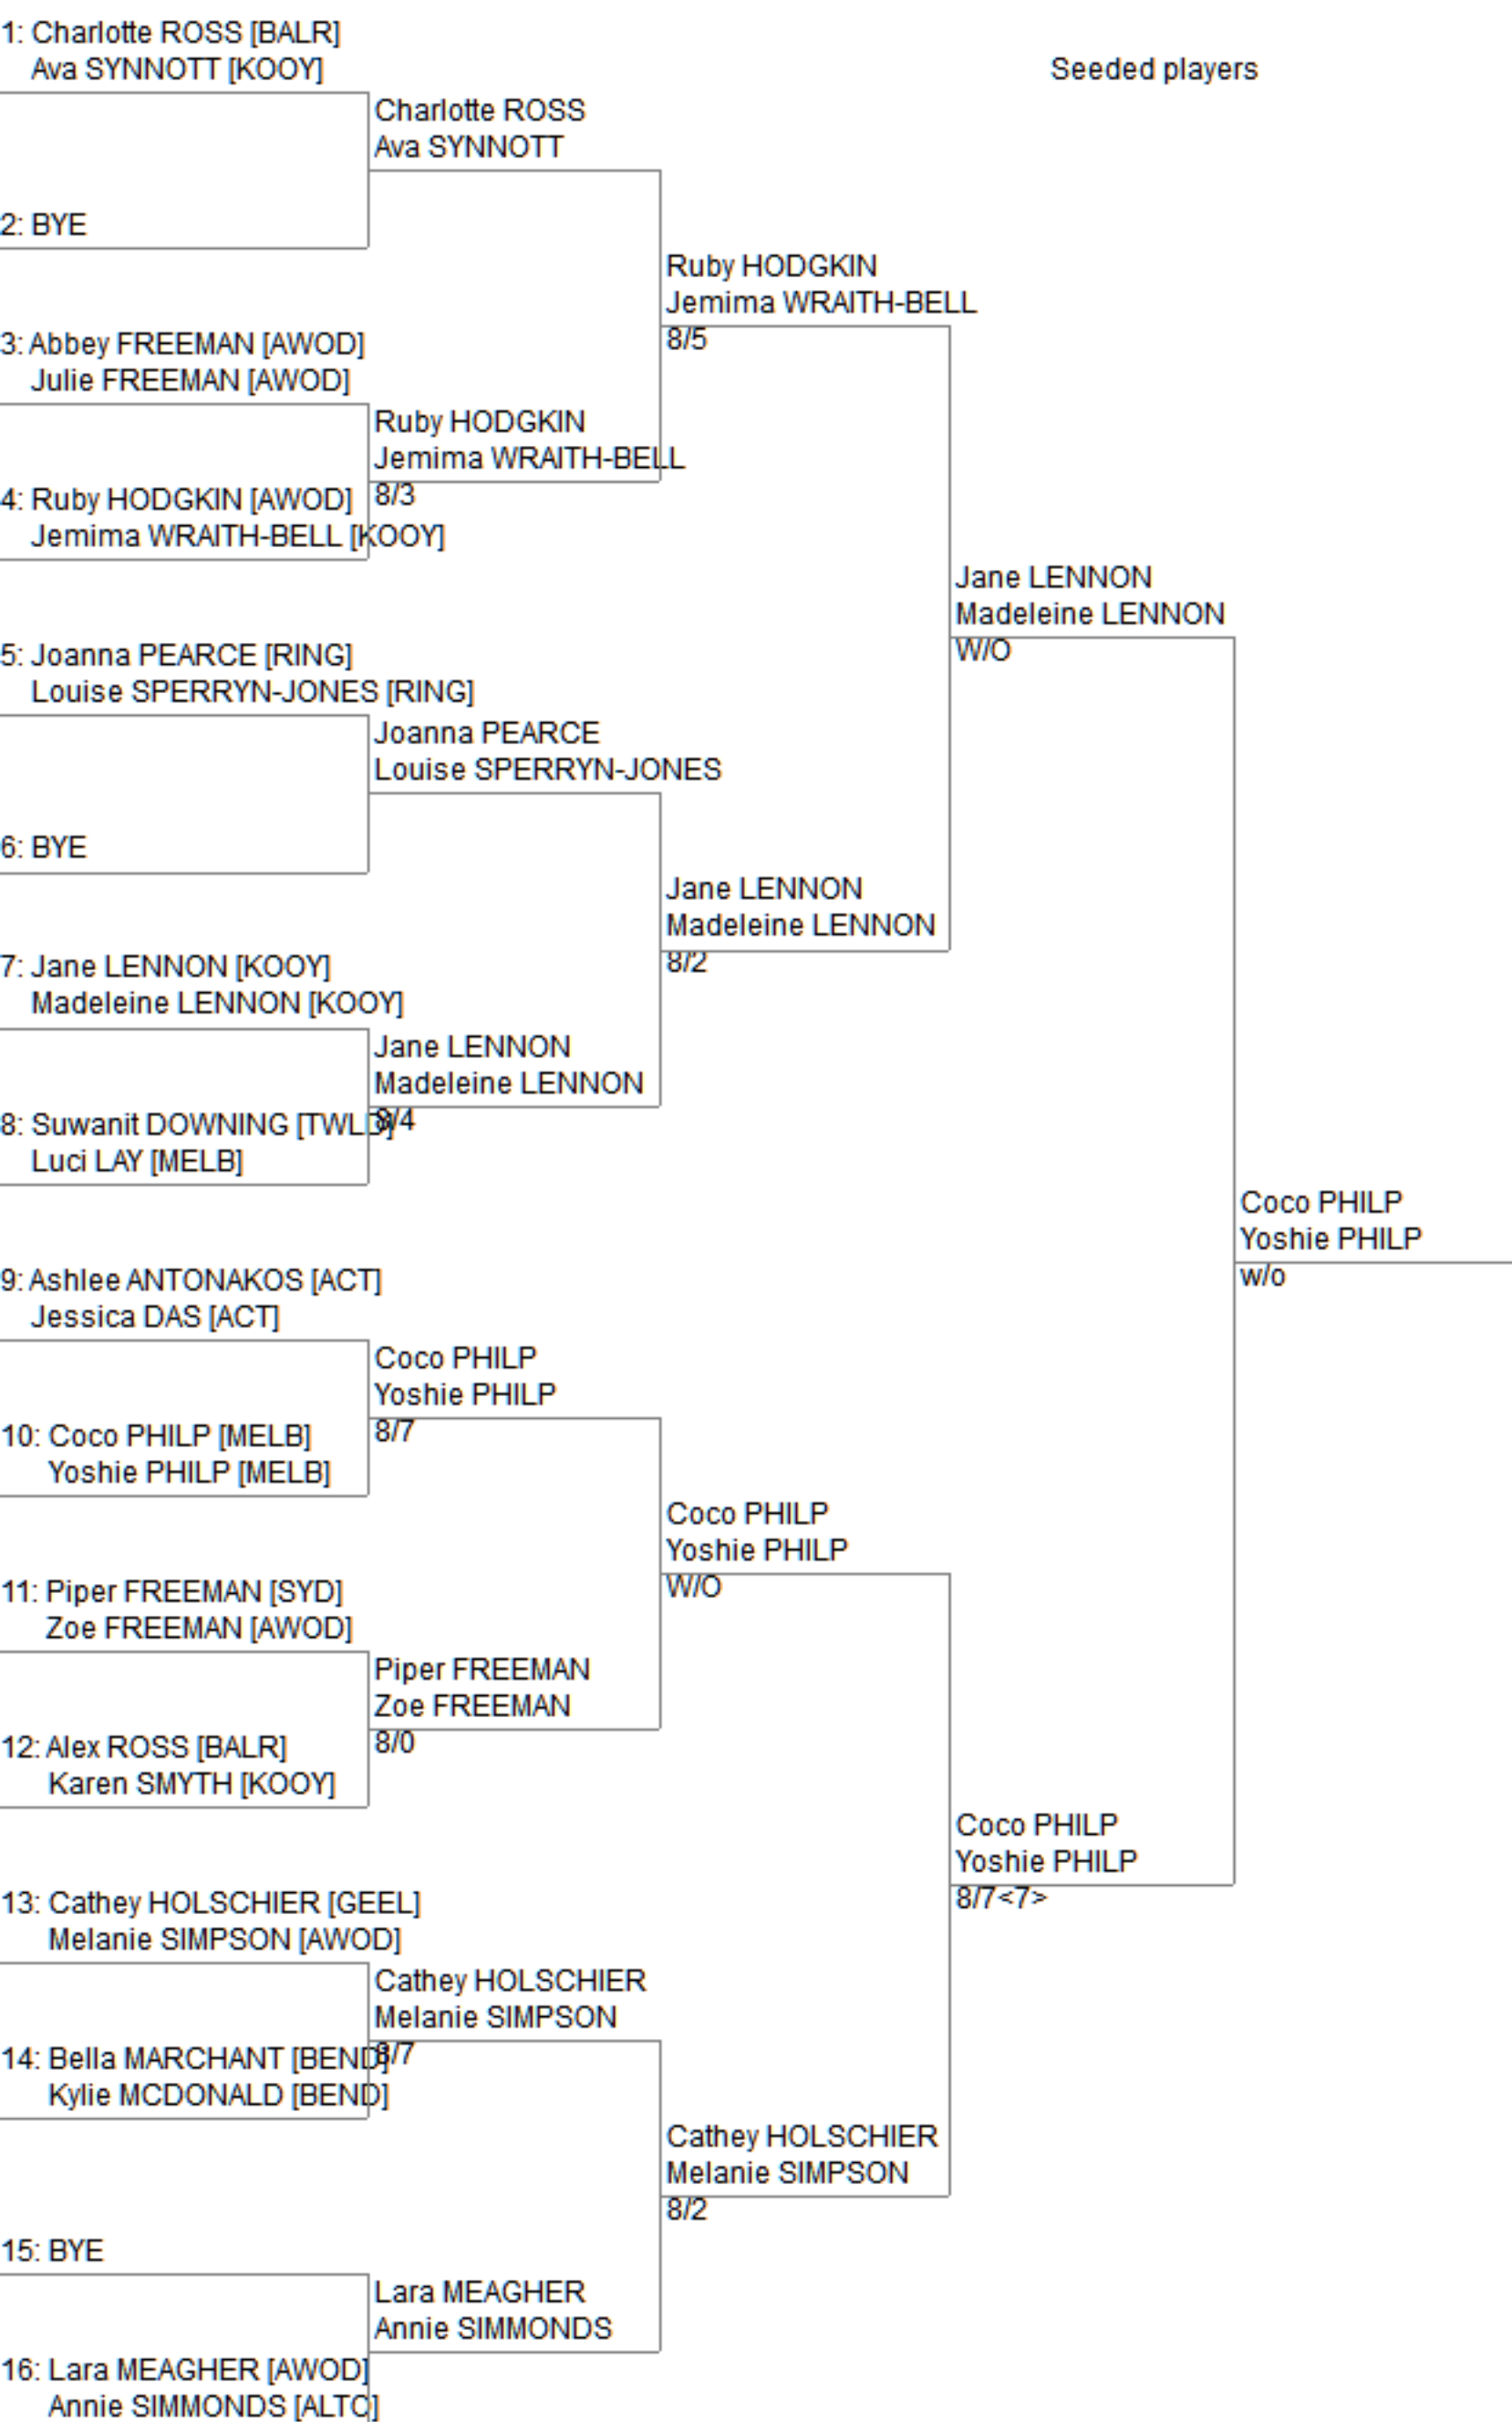 1: Charlotte ROSS [BALR]
Ava SYNNOTT [KOOY]
Seeded players
Charlotte ROSS
Ava SYNNOTT
2: BYE
Ruby HODGKIN
Jemima WRAITH-BELL
8/5
3: Abbey FREEMAN [AWOD]
Julie FREEMAN [AWOD]
Ruby HODGKIN
Jemima WRAITH-BELL
8/3
4: Ruby HODGKIN [AWOD]
Jemima WRAITH-BELL [KOOY]
Jane LENNON
Madeleine LENNON
W/O
5: Joanna PEARCE [RING]
Louise SPERRYN-JONES [RING]
Joanna PEARCE
Louise SPERRYN-JONES
6: BYE
Jane LENNON
Madeleine LENNON
8/2
7: Jane LENNON [KOOY]
Madeleine LENNON [KOOY]
Jane LENNON
Madeleine LENNON
8/4
8: Suwanit DOWNING [TWLD]
Luci LAY [MELB]
Coco PHILP
Yoshie PHILP
w/o
9: Ashlee ANTONAKOS [ACT]
Jessica DAS [ACT]
Coco PHILP
Yoshie PHILP
8/7
10: Coco PHILP [MELB]
Yoshie PHILP [MELB]
Coco PHILP
Yoshie PHILP
W/O
11: Piper FREEMAN [SYD]
Zoe FREEMAN [AWOD]
Piper FREEMAN
Zoe FREEMAN
8/0
12: Alex ROSS [BALR]
Karen SMYTH [KOOY]
Coco PHILP
Yoshie PHILP
8/7<7>
13: Cathey HOLSCHIER [GEEL]
Melanie SIMPSON [AWOD]
Cathey HOLSCHIER
Melanie SIMPSON
8/7
14: Bella MARCHANT [BEND]
Kylie MCDONALD [BEND]
Cathey HOLSCHIER
Melanie SIMPSON
8/2
15: BYE
Lara MEAGHER
Annie SIMMONDS
16: Lara MEAGHER [AWOD]
Annie SIMMONDS [ALTO]